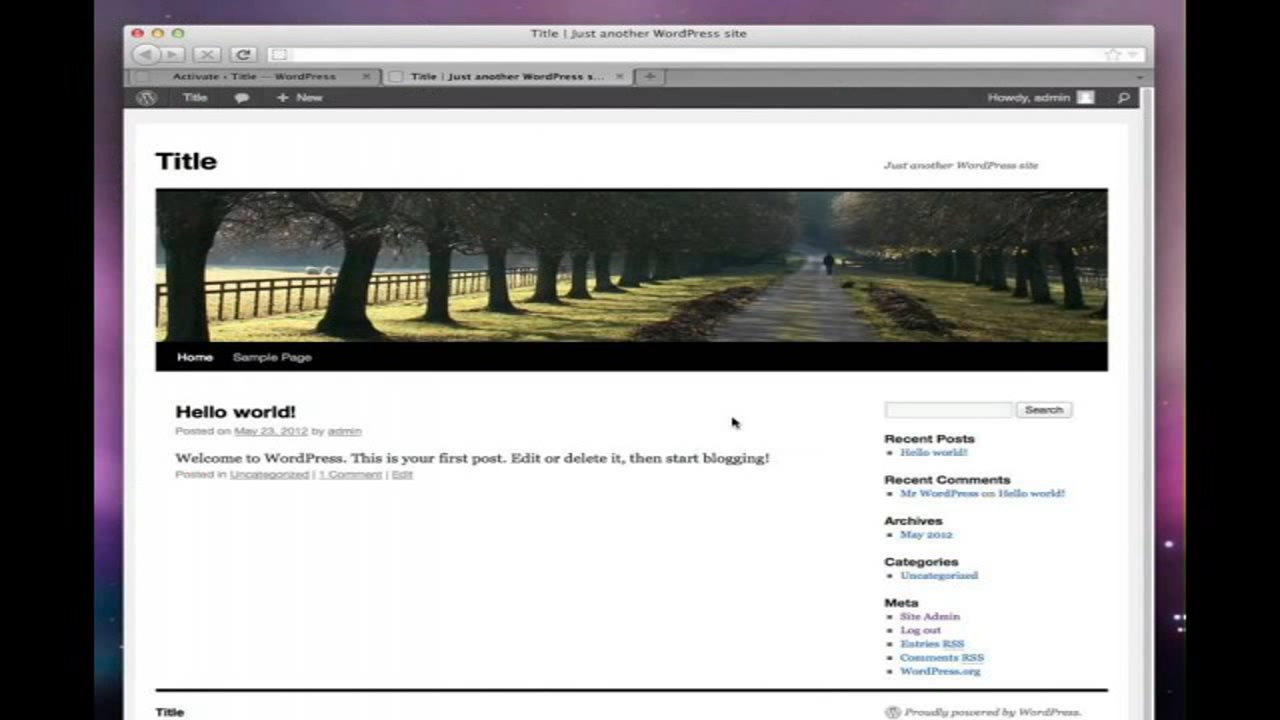 Title | Just another WordPress site
Activate ‹ Title — WordPress
Title | Just another WordPress s...
Title
+ New
Howdy, admin
Title
Just another WordPress site
Home Sample Page
Hello world!
Posted on May 23, 2012 by admin
Welcome to WordPress. This is your first post. Edit or delete it, then start blogging!
Posted in Uncategorized | 1 Comment | Edit
Search
Recent Posts
Hello world!
Recent Comments
Mr WordPress on Hello world!
Archives
May 2012
Categories
Uncategorized
Meta
Site Admin
Log out
Entries RSS
Comments RSS
WordPress.org
Title
Proudly powered by WordPress.